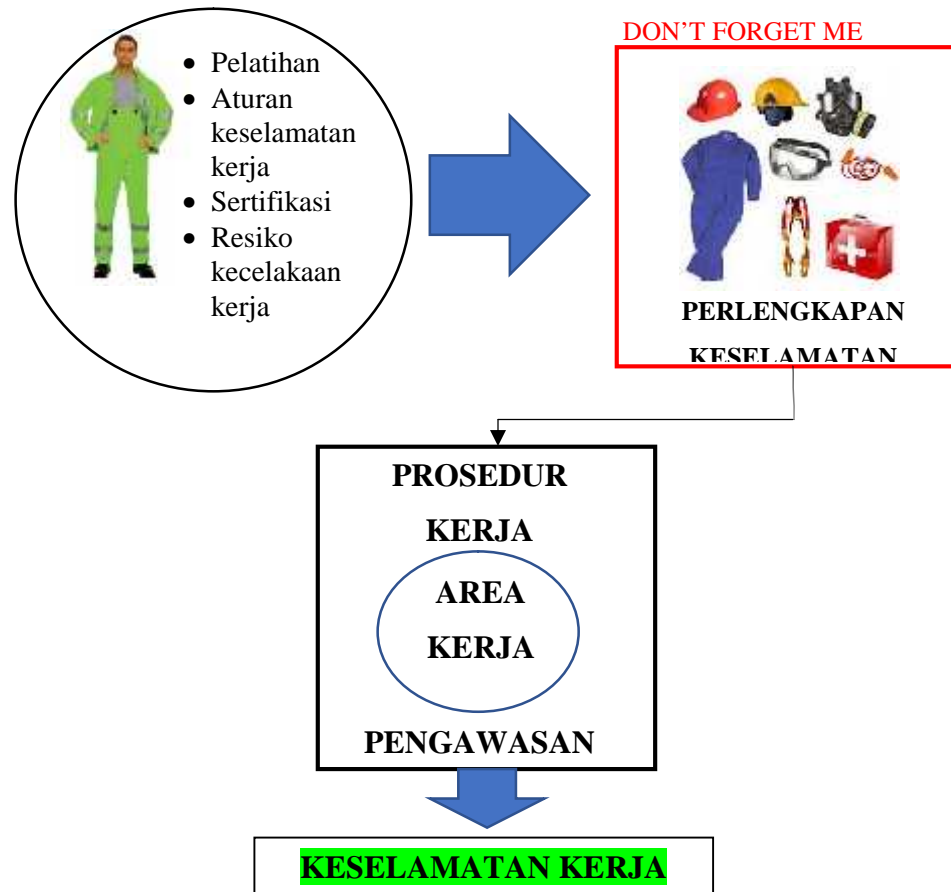 • Pelatihan
• Aturan
keselamatan
kerja
• Sertifikasi
• Resiko
kecelakaan
kerja
DON’T FORGET ME
PERLENGKAPAN
KESELAMATAN
PROSEDUR
KERJA
AREA
KERJA
PENGAWASAN
KESELAMATAN KERJA